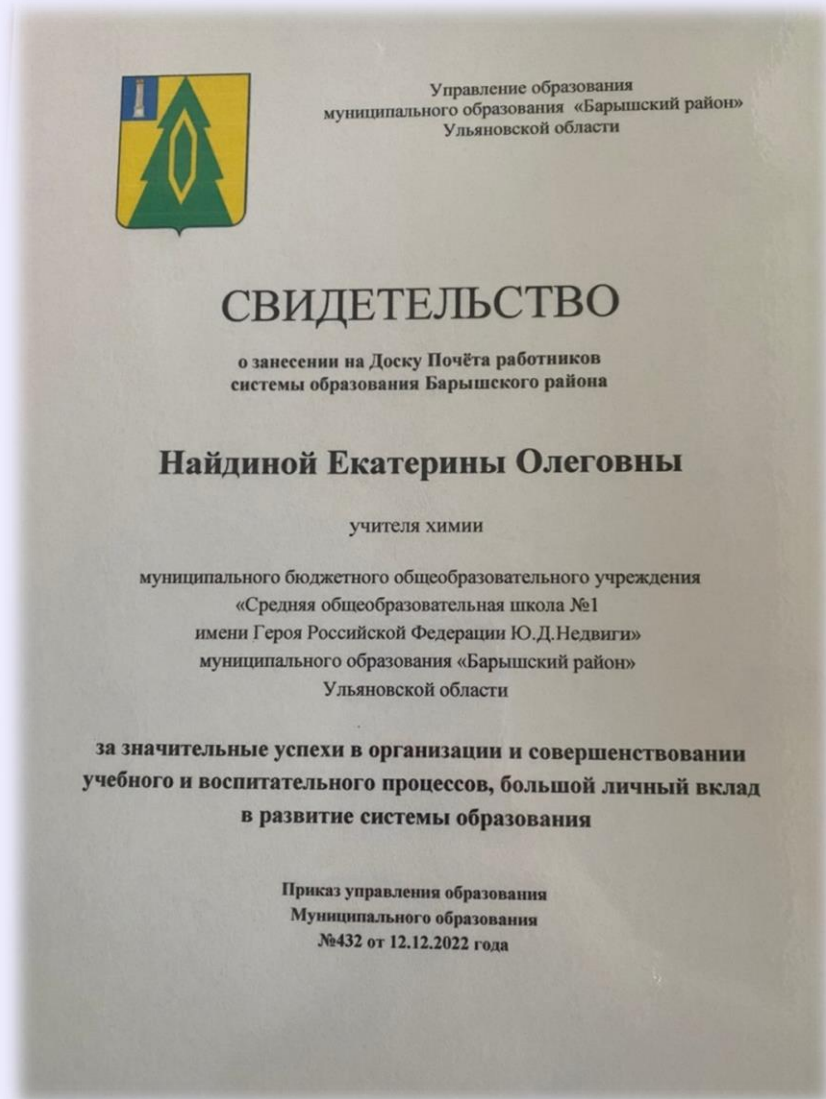 Управление образования
муниципального образования «Барышский район»
Ульяновской области
СВИДЕТЕЛЬСТВО
о занесении на Доску Почёта работников
системы образования Барышского района
Найдиной Екатерины Олеговны
учителя химии
муниципального бюджетного общеобразовательного учреждения
«Средняя общеобразовательная школа №1
имени Героя Российской Федерации Ю.Д.Недвиги»
муниципального образования «Барышский район»
Ульяновской области
за значительные успехи в организации и совершенствовании
учебного и воспитательного процессов, большой личный вклад
в развитие системы образования
Приказ управления образования
Муниципального образования
№432 от 12.12.2022 года